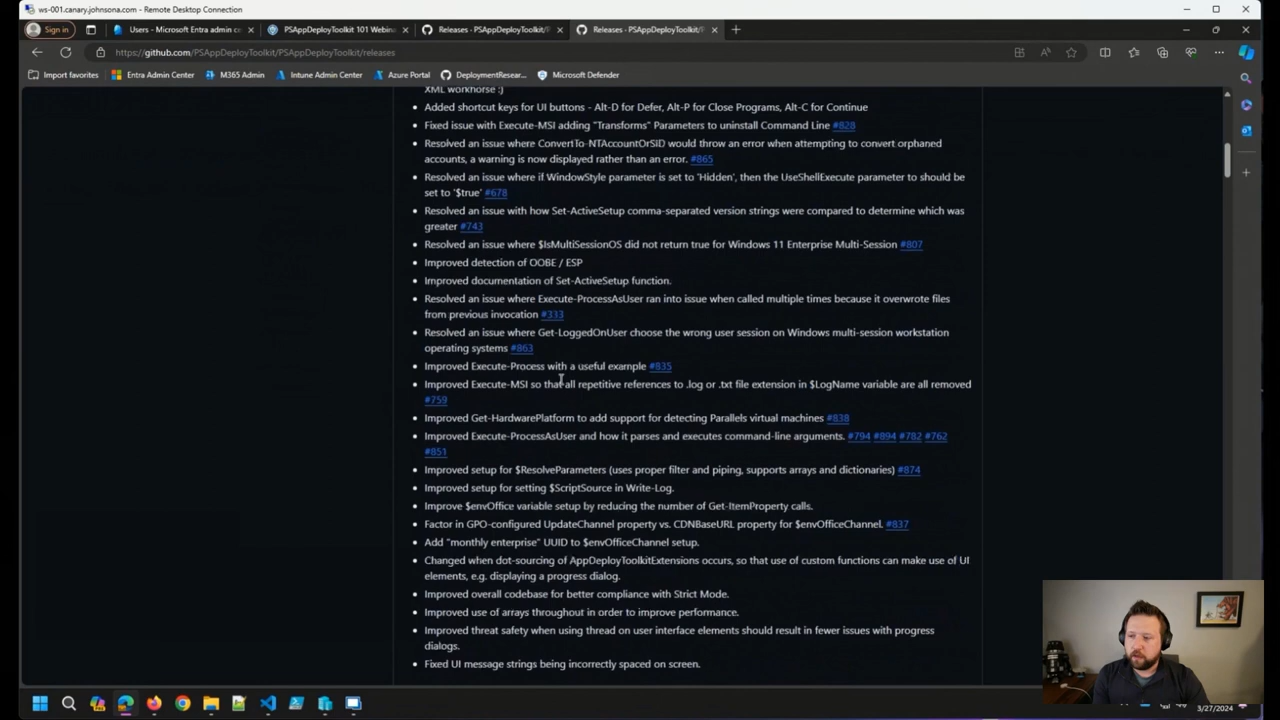 ws-001.canary.johnsona.com - Remote Desktop Connection
Sign in
Users - Microsoft Entra admin c
PSAppDeployToolkit 101 Webina
Releases · PSAppDeployToolkit/P
Releases · PSAppDeployToolkit/
https://github.com/PSAppDeployToolkit/PSAppDeployToolkit/releases
Import favorites
Entra Admin Center
M365 Admin
Intune Admin Center
Azure Portal
DeploymentResear...
Microsoft Defender
XML workhorse :)
• Added shortcut keys for UI buttons - Alt-D for Defer, Alt-P for Close Programs, Alt-C for Continue
• Fixed issue with Execute-MSI adding "Transforms" Parameters to uninstall Command Line #828
• Resolved an issue where ConvertTo-NTAccountOrSID would throw an error when attempting to convert orphaned
accounts, a warning is now displayed rather than an error. #865
• Resolved an issue where if WindowStyle parameter is set to 'Hidden', then the UseShellExecute parameter to should be
set to '$true' #678
• Resolved an issue with how Set-ActiveSetup comma-separated version strings were compared to determine which was
greater #743
• Resolved an issue where $IsMultiSessionOS did not return true for Windows 11 Enterprise Multi-Session #807
• Improved detection of OOBE / ESP
• Improved documentation of Set-ActiveSetup function.
• Resolved an issue where Execute-ProcessAsUser ran into issue when called multiple times because it overwrote files
from previous invocation #333
• Resolved an issue where Get-LoggedOnUser choose the wrong user session on Windows multi-session workstation
operating systems #863
• Improved Execute-Process with a useful example #835
• Improved Execute-MSI so that all repetitive references to .log or .txt file extension in $LogName variable are all removed
#759
• Improved Get-HardwarePlatform to add support for detecting Parallels virtual machines #838
• Improved Execute-ProcessAsUser and how it parses and executes command-line arguments. #794 #894 #782 #762
#851
• Improved setup for $ResolveParameters (uses proper filter and piping, supports arrays and dictionaries) #874
• Improved setup for setting $ScriptSource in Write-Log.
• Improve $envOffice variable setup by reducing the number of Get-ItemProperty calls.
• Factor in GPO-configured UpdateChannel property vs. CDNBaseURL property for $envOfficeChannel. #837
• Add "monthly enterprise" UUID to $envOfficeChannel setup.
• Changed when dot-sourcing of AppDeployToolkitExtensions occurs, so that use of custom functions can make use of UI
elements, e.g. displaying a progress dialog.
• Improved overall codebase for better compliance with Strict Mode.
• Improved use of arrays throughout in order to improve performance.
• Improved threat safety when using thread on user interface elements should result in fewer issues with progress
dialogs.
• Fixed UI message strings being incorrectly spaced on screen.
3/27/2024